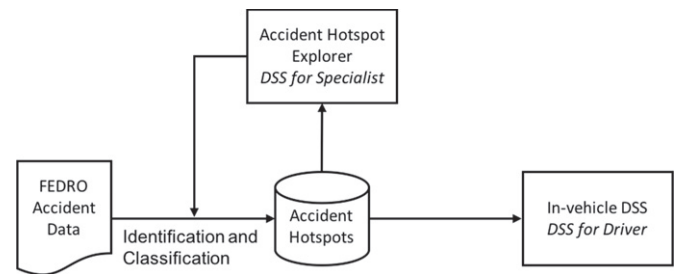 Accident Hotspot
Explorer
DSS for Specialist
FEDRO
Accident
Data
Identification and
Classification
Accident
Hotspots
In-vehicle DSS
DSS for Driver